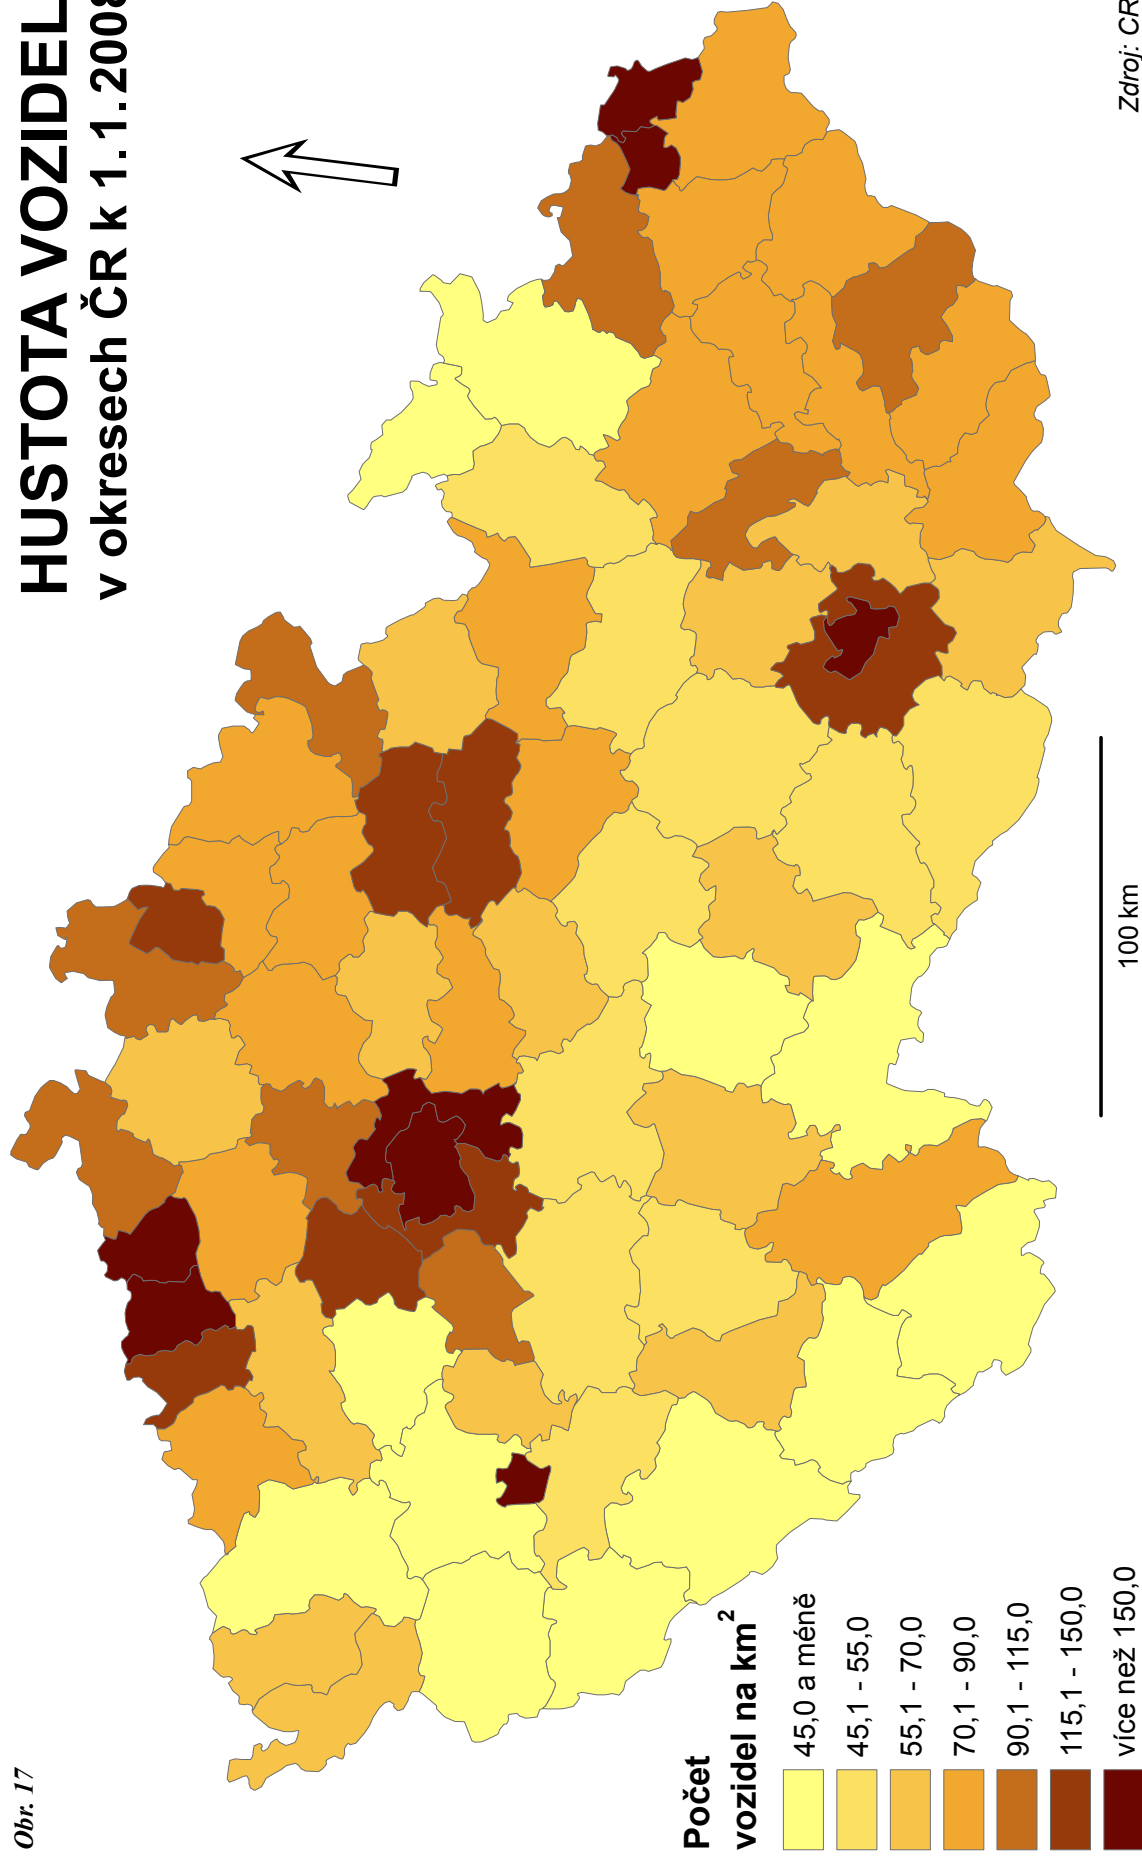 Obr. 17
HUSTOTA VOZIDEL
v okresech ČR k 1.1.2008
Počet
vozidel na km²
45,0 a méně
45,1 - 55,0
55,1 - 70,0
70,1 - 90,0
90,1 - 115,0
115,1 - 150,0
více než 150,0
100 km
Zdroj: CR